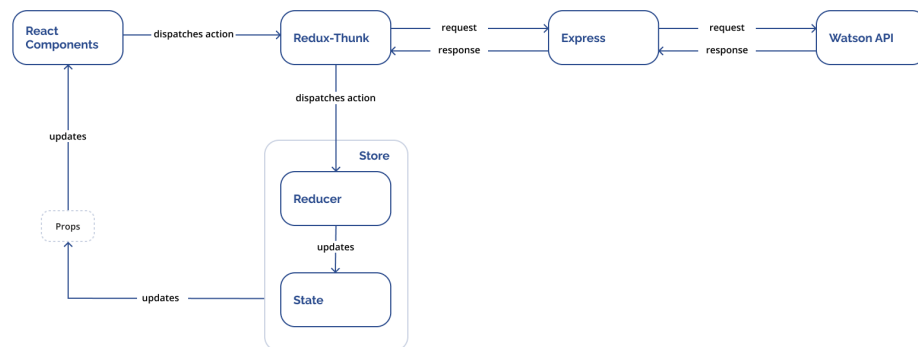 React
Components
dispatches action
Redux-Thunk
request
response
Express
request
response
Watson API
dispatches action
Store
Reducer
updates
State
updates
Props
updates